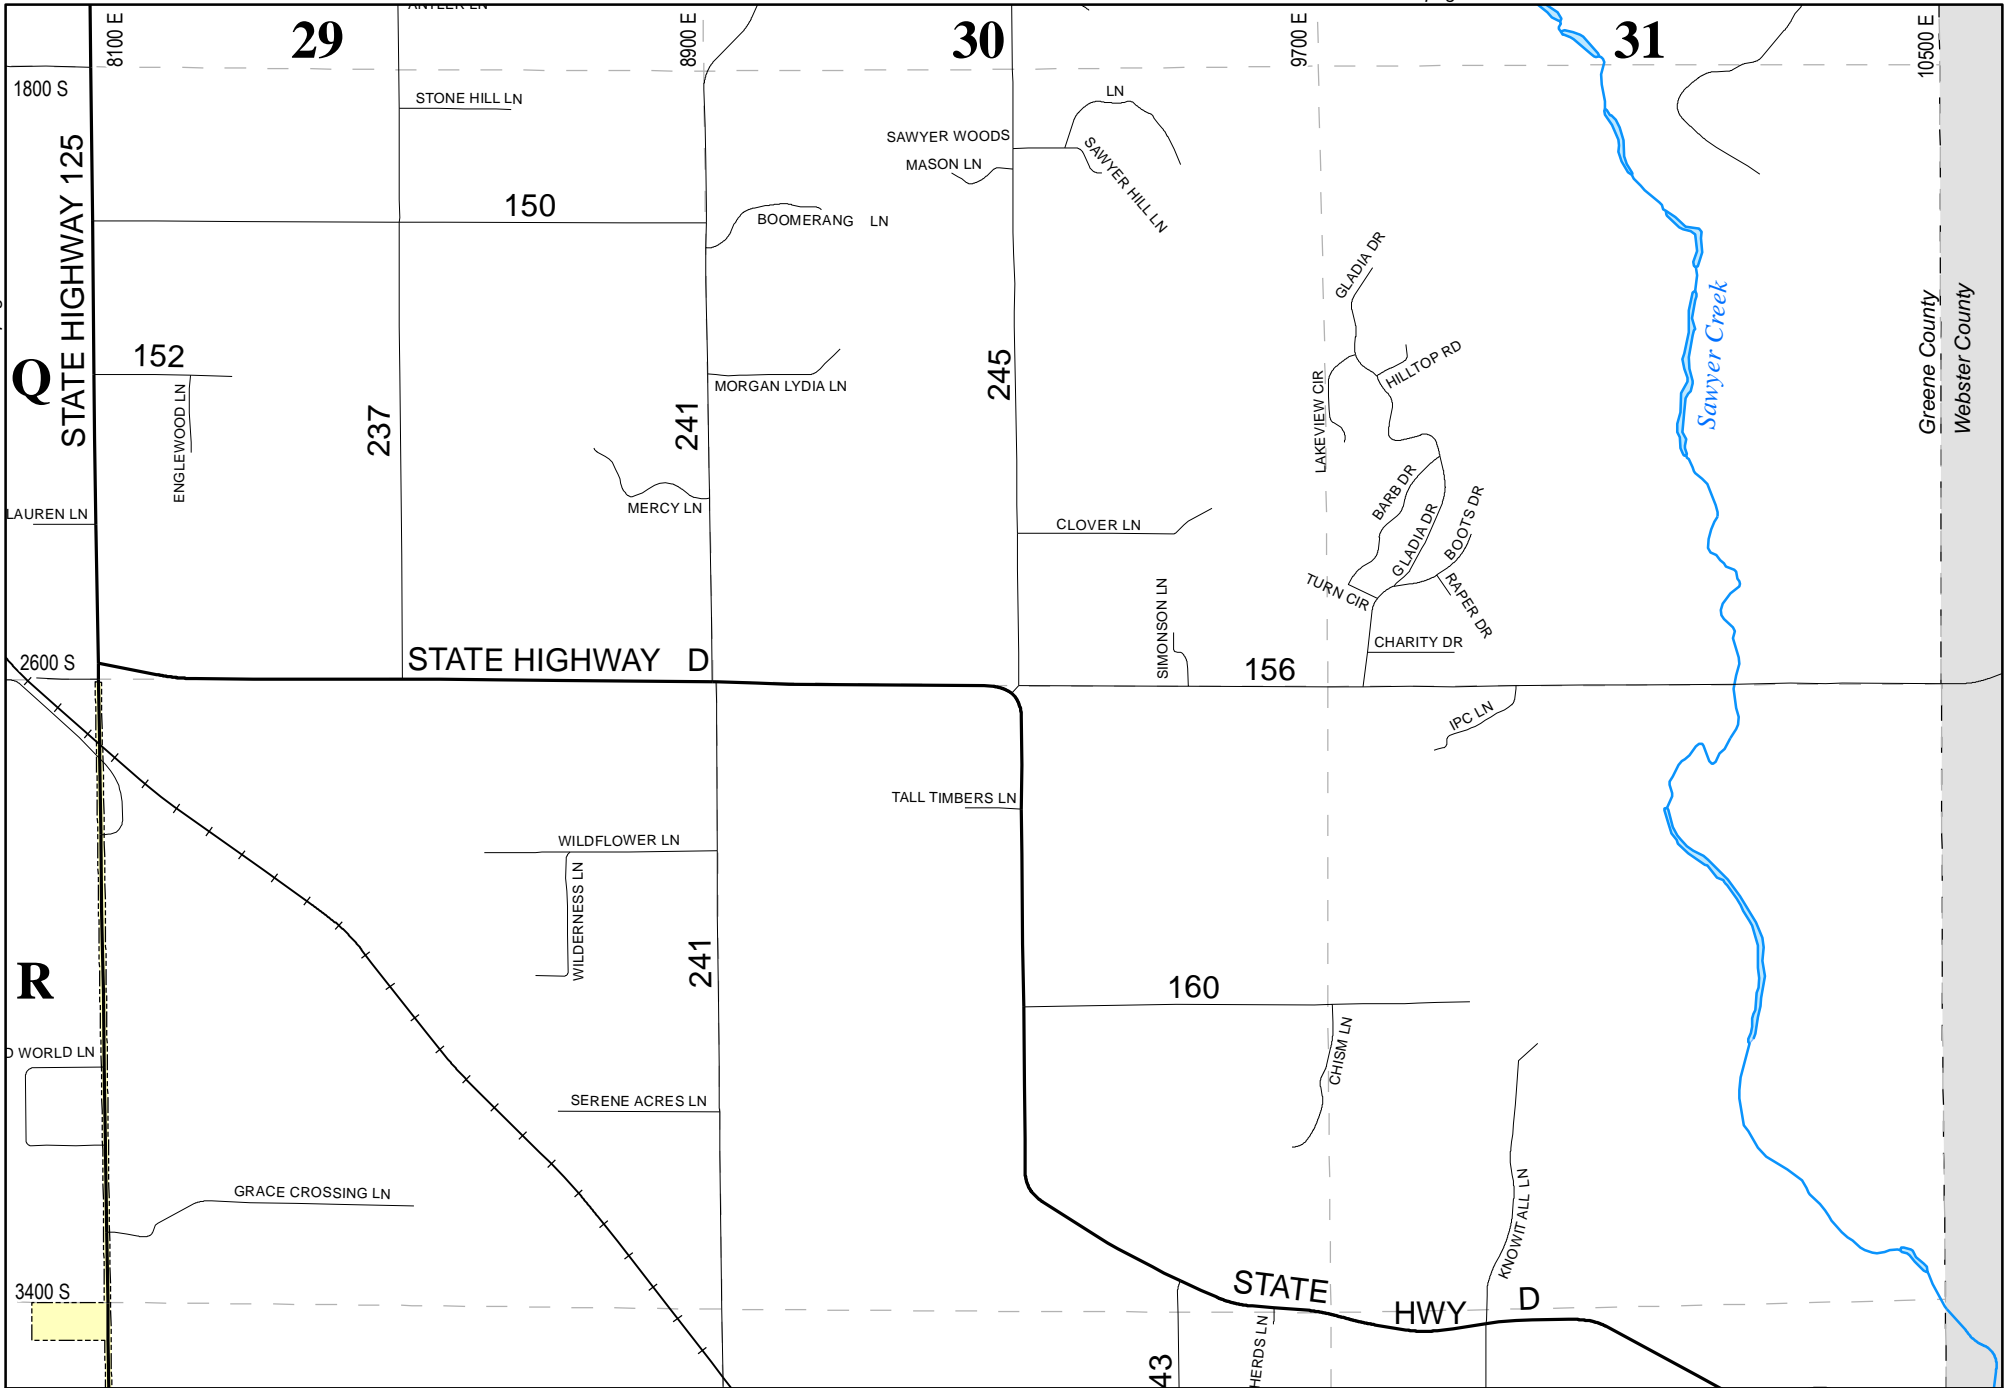 29
30
31
8100 E
8900 E
9700 E
10500 E
1800 S
STONE HILL LN
LN
SAWYER WOODS
MASON LN
SAWYER HILL LN
STATE HIGHWAY 125
150
BOOMERANG LN
GLADIA DR
Sawyer Creek
Greene County
Webster County
Q
152
ENGLEWOOD LN
237
241
MORGAN LYDIA LN
245
LAKEVIEW CIR
HILLTOP RD
LAUREN LN
MERCY LN
CLOVER LN
BARB DR
GLADIA DR
BOOTS DR
TURN CIR
RAPER DR
SIMONSON LN
CHARITY DR
2600 S
STATE HIGHWAY D
156
IPC LN
TALL TIMBERS LN
WILDFLOWER LN
WILDERNESS LN
241
R
160
CHISM LN
WORLD LN
SERENE ACRES LN
GRACE CROSSING LN
KNOWIT ALL LN
3400 S
STATE
HWY
D
43
HERDS LN